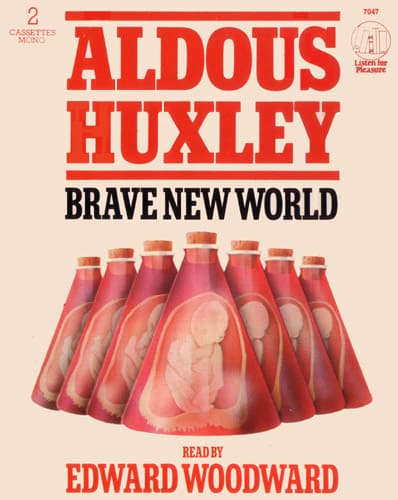 2
CASSETTES
MONO
7047
Listen for
Pleasure
ALDOUS
HUXLEY
BRAVE NEW WORLD
READ BY
EDWARD WOODWARD